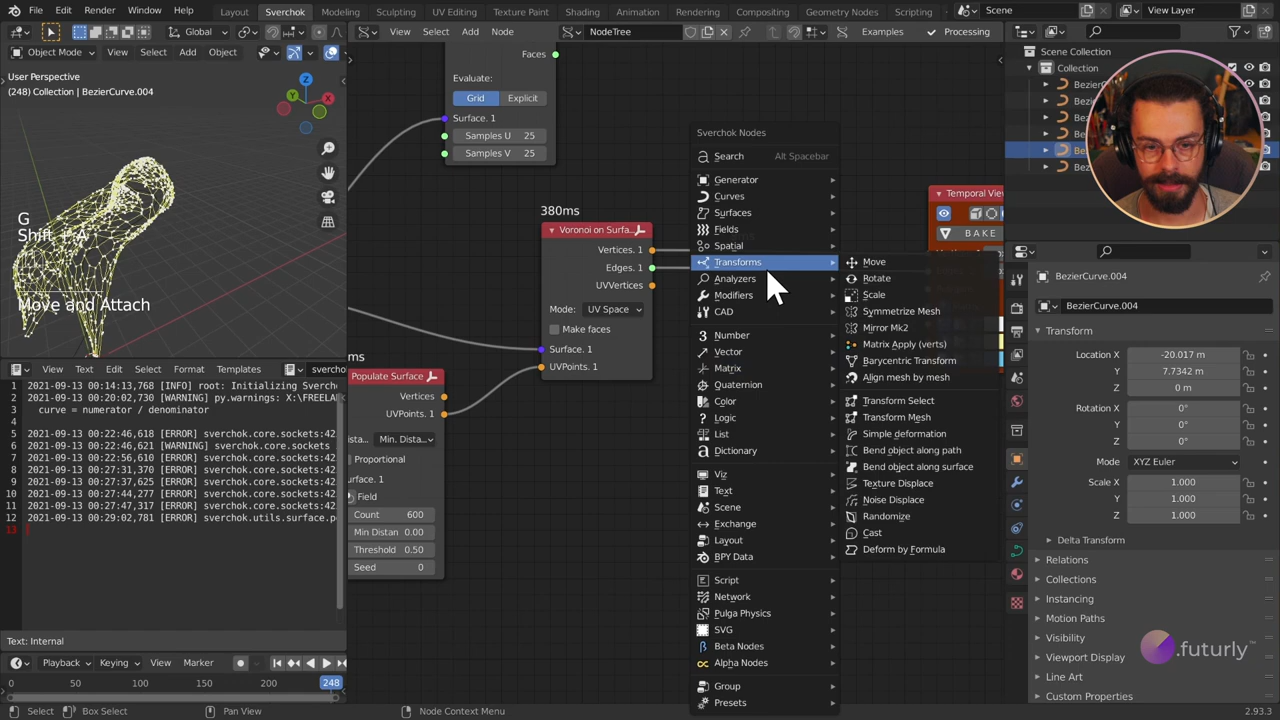 File Edit Render Window Help
Layout Sverchok Modeling Sculpting UV Editing Texture Paint Shading Animation Rendering Compositing Geometry Nodes Scripting
Scene
View Layer
Global
Object Mode View Select Add Object
User Perspective
(248) Collection | BezierCurve.004
Z
Y
X
G
Shift + A
Move and Attach
View Select Add Node
NodeTree
Examples
Processing
Faces
Evaluate:
Grid Explicit
Surface. 1
Samples U 25
Samples V 25
380ms
Voronoi on Surfa...
Vertices. 1
Edges. 1
UVVertices
Mode: UV Space
Make faces
Surface. 1
UVPoints. 1
ms
Populate Surface
Vertices
UVPoints. 1
ista... Min. Dista...
Proportional
urface. 1
Field
Count 600
Min Distan 0.00
Threshold 0.50
Seed 0
Sverchok Nodes
Search Alt Spacebar
Generator
Curves
Surfaces
Fields
Spatial
Transforms
Analyzers
Modifiers
CAD
Number
Vector
Matrix
Quaternion
Color
Logic
List
Dictionary
Viz
Text
Scene
Exchange
Layout
BPY Data
Script
Network
Pulga Physics
SVG
Beta Nodes
Alpha Nodes
Group
Presets
Move
Rotate
Scale
Symmetrize Mesh
Mirror Mk2
Matrix Apply (verts)
Barycentric Transform
Align mesh by mesh
Transform Select
Transform Mesh
Simple deformation
Bend object along path
Bend object along surface
Texture Displace
Noise Displace
Randomize
Cast
Deform by Formula
Temporal Vie
BAKE
Scene Collection
Collection
BezierC
Bezi
Be
Be
Be
Bez
BezierCurve.004
BezierCurve.004
Transform
Location X -20.017 m
Y 7.7342 m
Z 0 m
Rotation X 0°
Y 0°
Z 0°
Mode XYZ Euler
Scale X 1.000
Y 1.000
Z 1.000
Delta Transform
Relations
Collections
Instancing
Motion Paths
Visibility
Viewport Display
Line Art
Custom Properties
.futurly™
View Text Edit Select Format Templates
sverchok
1 2021-09-13 00:14:13,768 [INFO] root: Initializing Sverch
2 2021-09-13 00:20:02,730 [WARNING] py.warnings: X:\FREELAN
3 curve = numerator / denominator
4
5 2021-09-13 00:22:46,618 [ERROR] sverchok.core.sockets:42
6 2021-09-13 00:22:46,621 [WARNING] sverchok.core.sockets
7 2021-09-13 00:22:56,610 [ERROR] sverchok.core.sockets:42
8 2021-09-13 00:27:31,370 [ERROR] sverchok.core.sockets:42
9 2021-09-13 00:27:37,625 [ERROR] sverchok.core.sockets:42
10 2021-09-13 00:27:44,277 [ERROR] sverchok.core.sockets:42
11 2021-09-13 00:27:47,317 [ERROR] sverchok.core.sockets:42
12 2021-09-13 00:29:02,781 [ERROR] sverchok.utils.surface.p
13
Text: Internal
Playback Keying View Marker
0 50 100 150 200 248
Select Box Select Pan View Node Context Menu 2.93.3